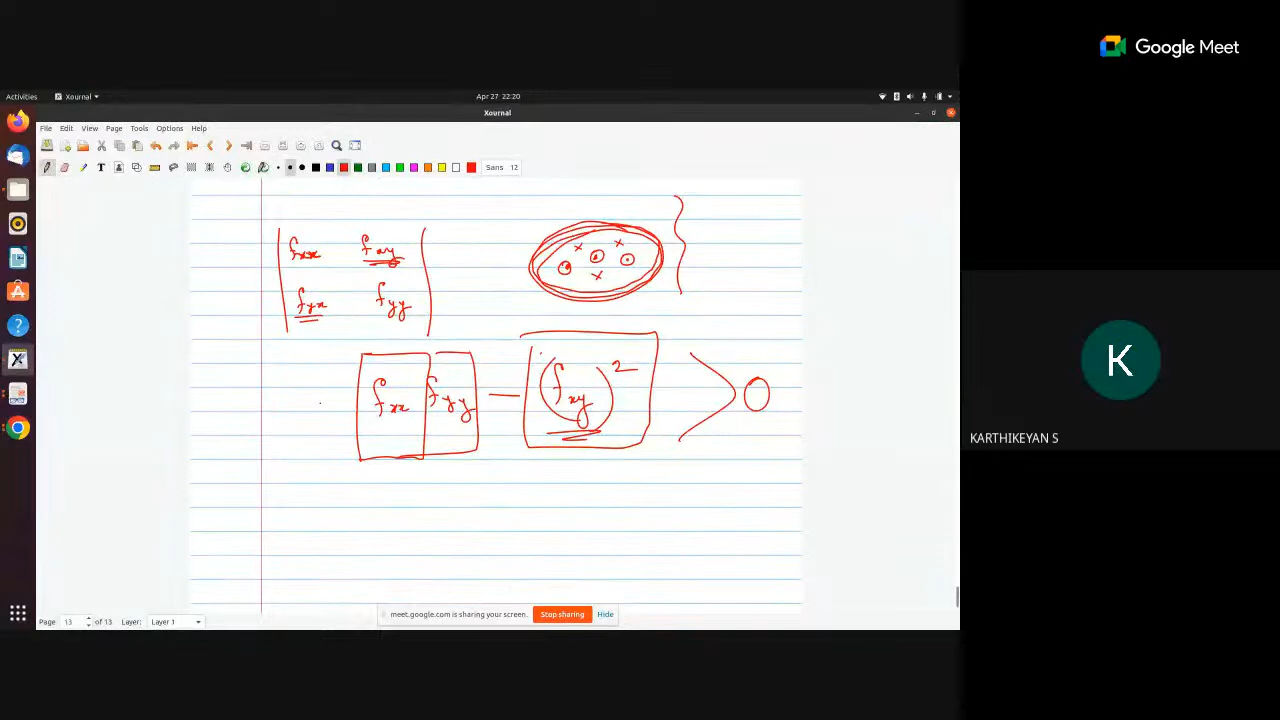 Google Meet
Activities Xournal Apr 27 22:20
Xournal
File Edit View Page Tools Options Help
Sans 12
fxx fxy
fyx fyy
fxx fyy — (fxy)2 > 0
K
KARTHIKEYAN S
meet.google.com is sharing your screen. Stop sharing Hide
Page 13 of 13 Layer: Layer 1